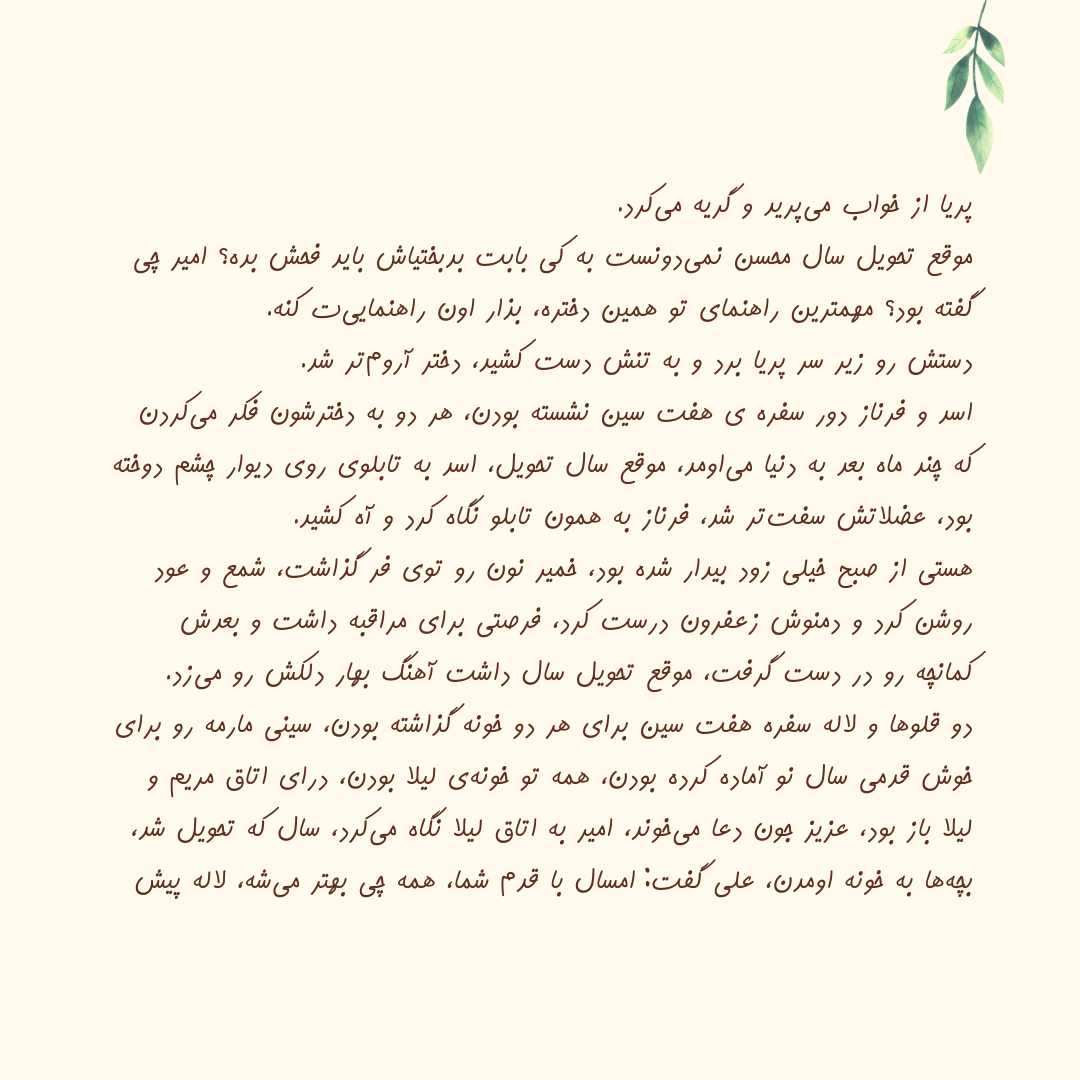 پریا از خواب می‌پرید و گریه می‌کرد.
موقع تحویل سال محسن نمی‌دونست به کی بابت بدبختیاش باید فحش بده؟ امیر چی
گفته بود؟ مهمترین راهنمای تو همین دختره، بزار اون راهنمایی‌ت کنه.
دستش رو زیر سر پریا برد و به تنش دست کشید، دختر آروم‌تر شد.
اسد و فرناز دور سفره ی هفت سین نشسته بودن، هر دو به دخترشون فکر می‌کردن
که چند ماه بعد به دنیا می‌اومد، موقع سال تحویل، اسد به تابلوی روی دیوار چشم دوخته
بود، عضلاتش سفت‌تر شد، فرناز به همون تابلو نگاه کرد و آه کشید.
هستی از صبح خیلی زود بیدار شده بود، خمیر نون رو توی فر گزاشت، شمع و عود
روشن کرد و دمنوش زعفرون درست کرد، فرصتی برای مراقبه داشت و بعدش
کمانچه رو در دست گرفت، موقع تحویل سال داشت آهنگ بهار دلکش رو می‌زد.
دو قلوها و لاله سفره هفت سین برای هر دو خونه گزاشته بودن، سینی مارمه رو برای
خوش قدمی سال نو آماده کرده بودن، همه تو خونه‌ی لیلا بودن، درای اتاق مریم و
لیلا باز بود، عزیز جون دعا می‌خوند، امیر به اتاق لیلا نگاه می‌کرد، سال که تحویل شد،
بچه‌ها به خونه اومدن، علی گفت: امسال با قدم شما، همه چی بهتر می‌شه، لاله پیش